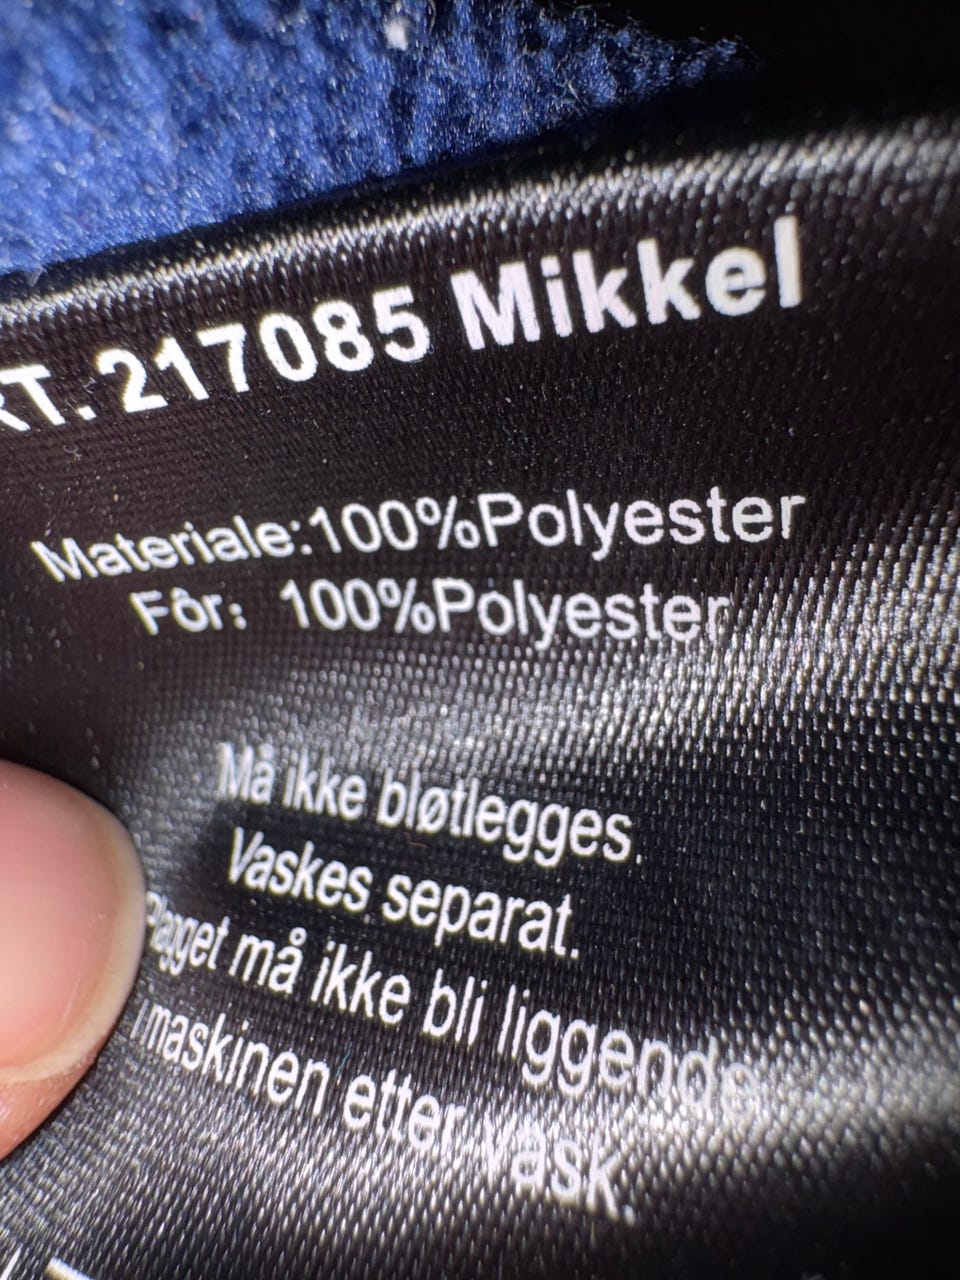 RT. 217085 Mikkel
Materiale:100%Polyester
Fôr: 100%Polyester
Må ikke bløtlegges.
Vaskes separat.
Plagget må ikke bli liggende
i maskinen etter vask.